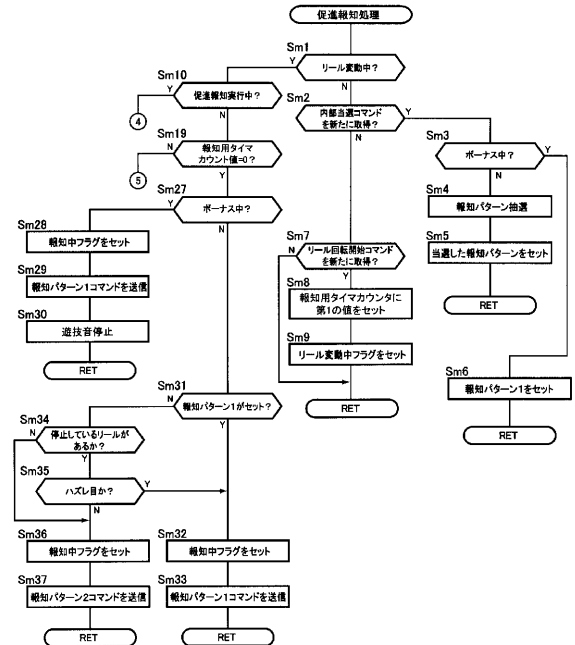 促進報知処理
Sm1
リール変動中？
Y
N
Sm10
促進報知実行中？
Y
N
④
Sm2
内部当選コマンド
を新たに取得？
Y
N
Sm3
ボーナス中？
Y
N
Sm4
報知パターン抽選
Sm5
当選した報知パターンをセット
RET
Sm6
報知パターン1をセット
RET
Sm19
報知用タイマ
カウント値=0？
N
Y
⑤
Sm27
ボーナス中？
Y
N
Sm28
報知中フラグをセット
Sm29
報知パターン1コマンドを送信
Sm30
遊技音停止
RET
Sm7
リール回転開始コマンド
を新たに取得？
N
Y
Sm8
報知用タイマカウンタに
第1の値をセット
Sm9
リール変動中フラグをセット
RET
Sm31
報知パターン1がセット？
N
Y
Sm34
停止しているリールが
あるか？
N
Y
Sm35
ハズレ目か？
Y
N
Sm36
報知中フラグをセット
Sm37
報知パターン2コマンドを送信
RET
Sm32
報知中フラグをセット
Sm33
報知パターン1コマンドを送信
RET